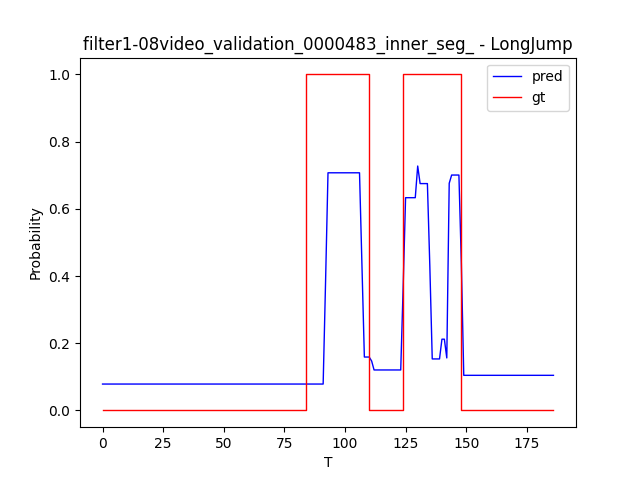 filter1-08video_validation_0000483_inner_seg_ - LongJump
pred
gt
1.0
0.8
0.6
0.4
0.2
0.0
Probability
0 25 50 75 100 125 150 175
T